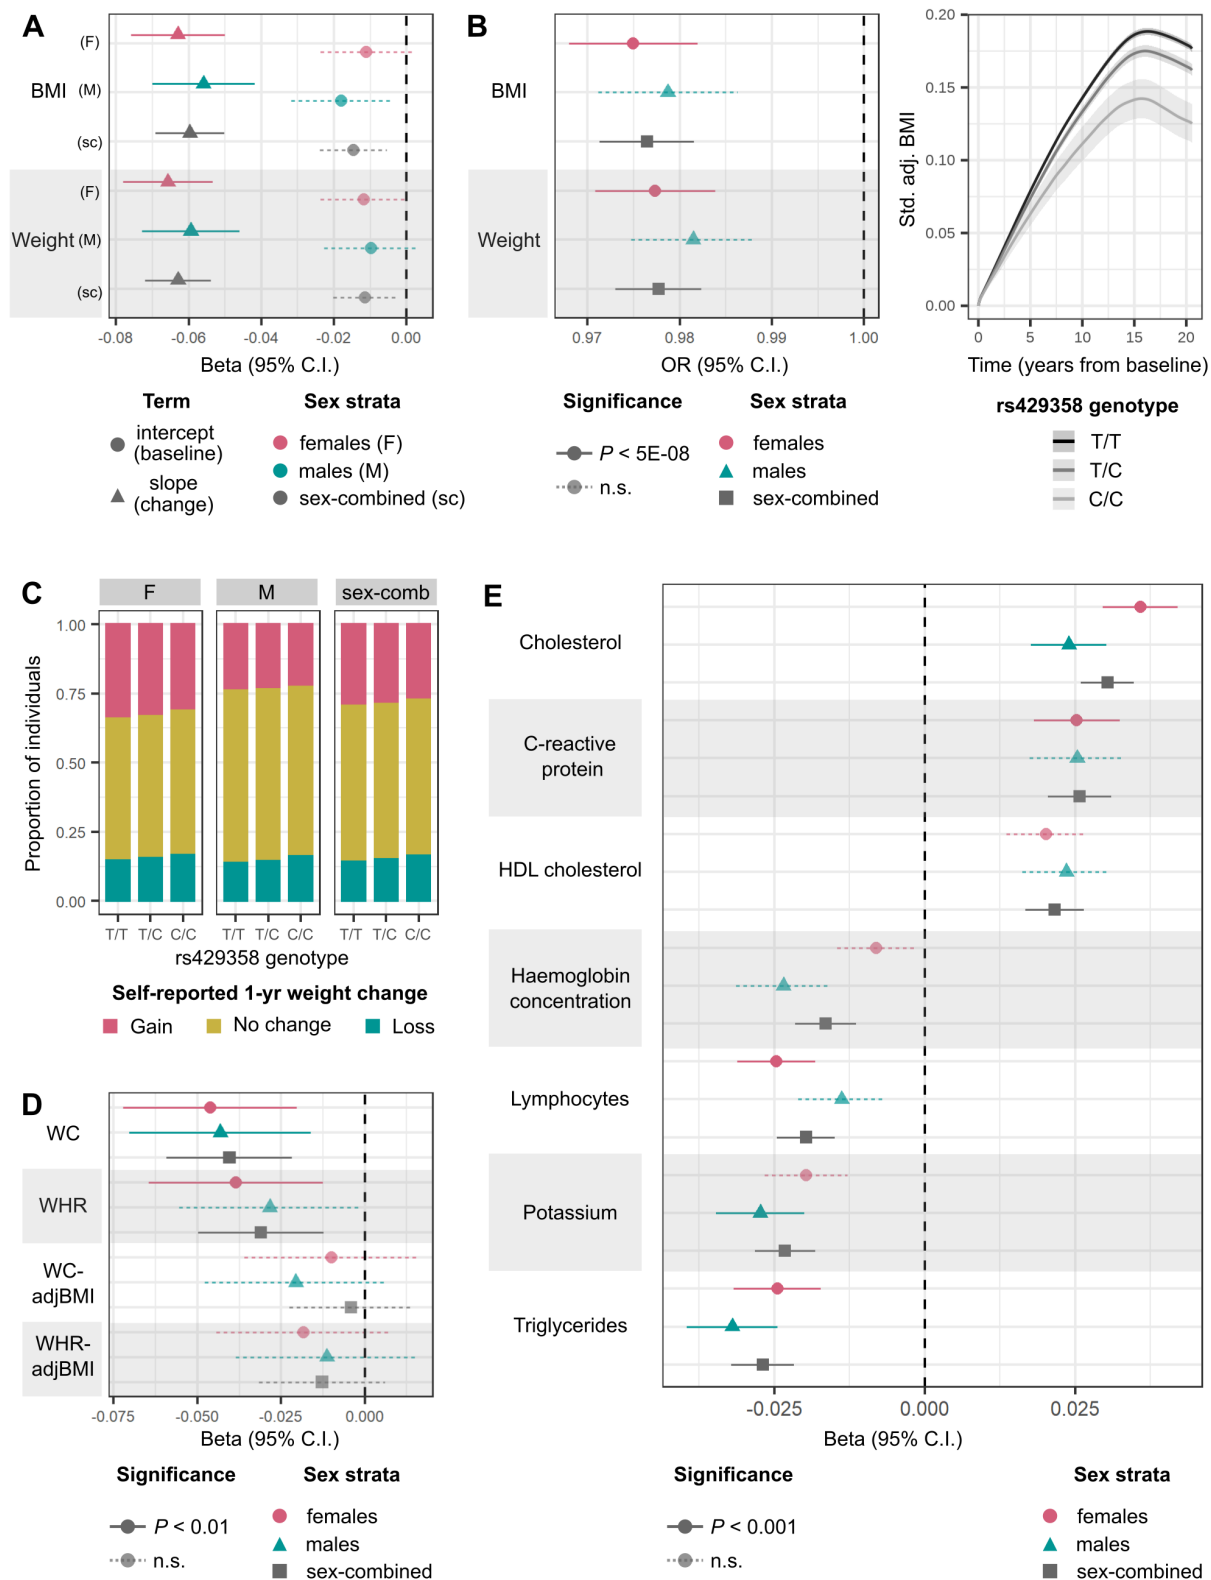 A
(F)
BMI (M)
(sc)
(F)
Weight (M)
(sc)
-0.08 -0.06 -0.04 -0.02 0.00
Beta (95% C.I.)
Term
intercept
(baseline)
slope
(change)
Sex strata
females (F)
males (M)
sex-combined (sc)
B
BMI
Weight
0.97 0.98 0.99 1.00
OR (95% C.I.)
Significance
P < 5E-08
n.s.
Sex strata
females
males
sex-combined
Std. adj. BMI
0.20
0.15
0.10
0.05
0.00
0 5 10 15 20
Time (years from baseline)
rs429358 genotype
T/T
T/C
C/C
C
F M sex-comb
Proportion of individuals
1.00
0.75
0.50
0.25
0.00
T/T T/C C/C T/T T/C C/C T/T T/C C/C
rs429358 genotype
Self-reported 1-yr weight change
Gain No change Loss
D
WC
WHR
WC-
adjBMI
WHR-
adjBMI
-0.075 -0.050 -0.025 0.000
Beta (95% C.I.)
Significance
P < 0.01
n.s.
Sex strata
females
males
sex-combined
E
Cholesterol
C-reactive
protein
HDL cholesterol
Haemoglobin
concentration
Lymphocytes
Potassium
Triglycerides
-0.025 0.000 0.025
Beta (95% C.I.)
Significance
P < 0.001
n.s.
Sex strata
females
males
sex-combined